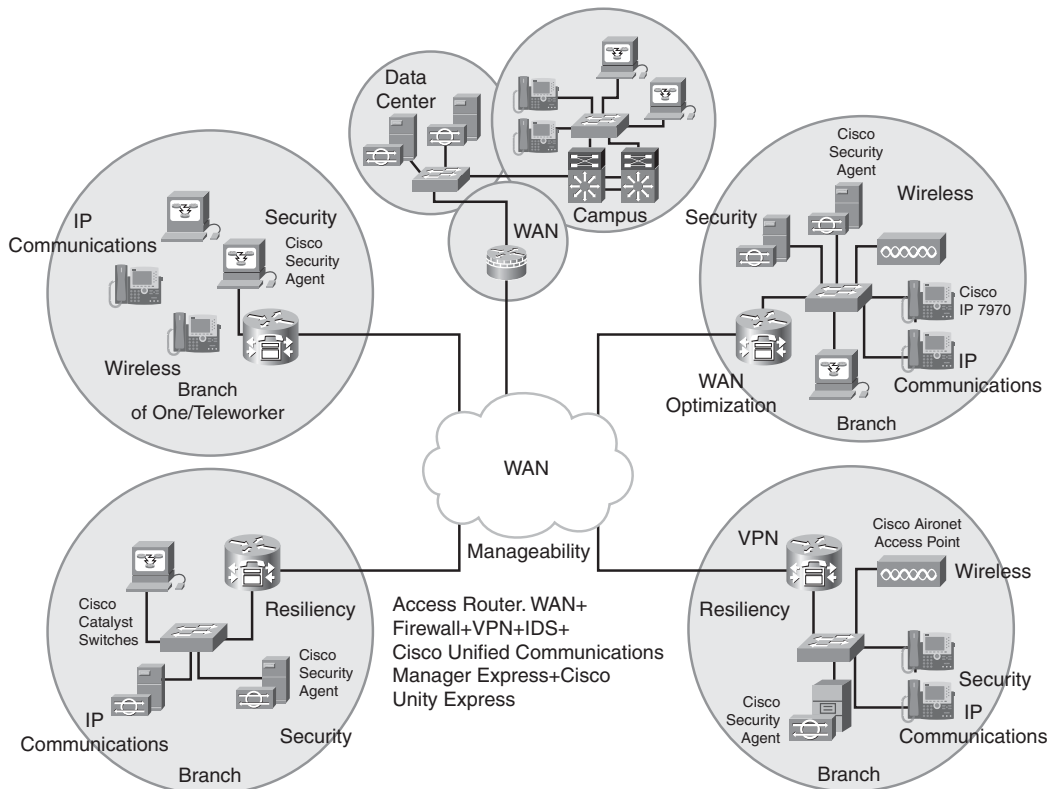 Data
Center
Campus
WAN
IP
Communications
Security
Cisco
Security
Agent
Wireless
Branch
of One/Teleworker
Cisco
Security
Agent
Wireless
Security
Cisco
IP 7970
IP
Communications
WAN
Optimization
Branch
WAN
Manageability
Access Router. WAN+
Firewall+VPN+IDS+
Cisco Unified Communications
Manager Express+Cisco
Unity Express
Cisco
Catalyst
Switches
Resiliency
Cisco
Security
Agent
IP
Communications
Security
Branch
VPN
Cisco Aironet
Access Point
Wireless
Resiliency
Security
Cisco
Security
Agent
IP
Communications
Branch